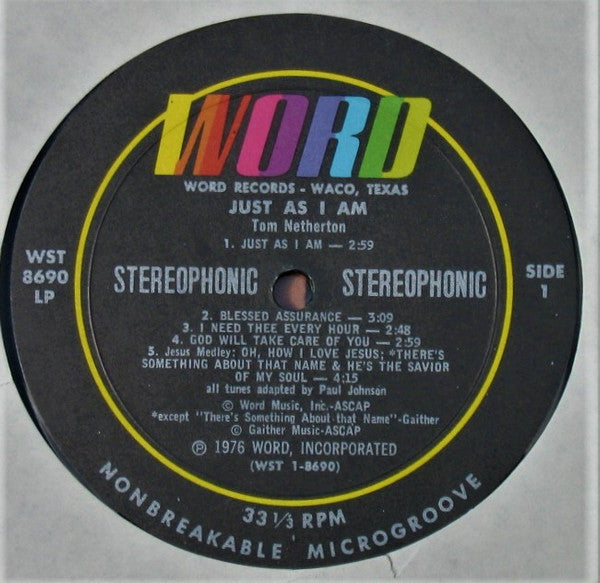 WORD
WORD RECORDS - WACO, TEXAS
JUST AS I AM
Tom Netherton
1. JUST AS I AM — 2:59
WST
8690
LP
STEREOPHONIC STEREOPHONIC
SIDE
1
2. BLESSED ASSURANCE — 3:09
3. I NEED THEE EVERY HOUR — 2:48
4. GOD WILL TAKE CARE OF YOU — 2:59
5. Jesus Medley: OH, HOW I LOVE JESUS; *THERE'S
SOMETHING ABOUT THAT NAME & HE'S THE SAVIOR
OF MY SOUL — 4:15
all tunes adapted by Paul Johnson
© Word Music, Inc.-ASCAP
*except "There's Something About that Name"-Gaither
© Gaither Music-ASCAP
℗ 1976 WORD, INCORPORATED
(WST 1-8690)
33 1/3 RPM
NONBREAKABLE MICROGROOVE